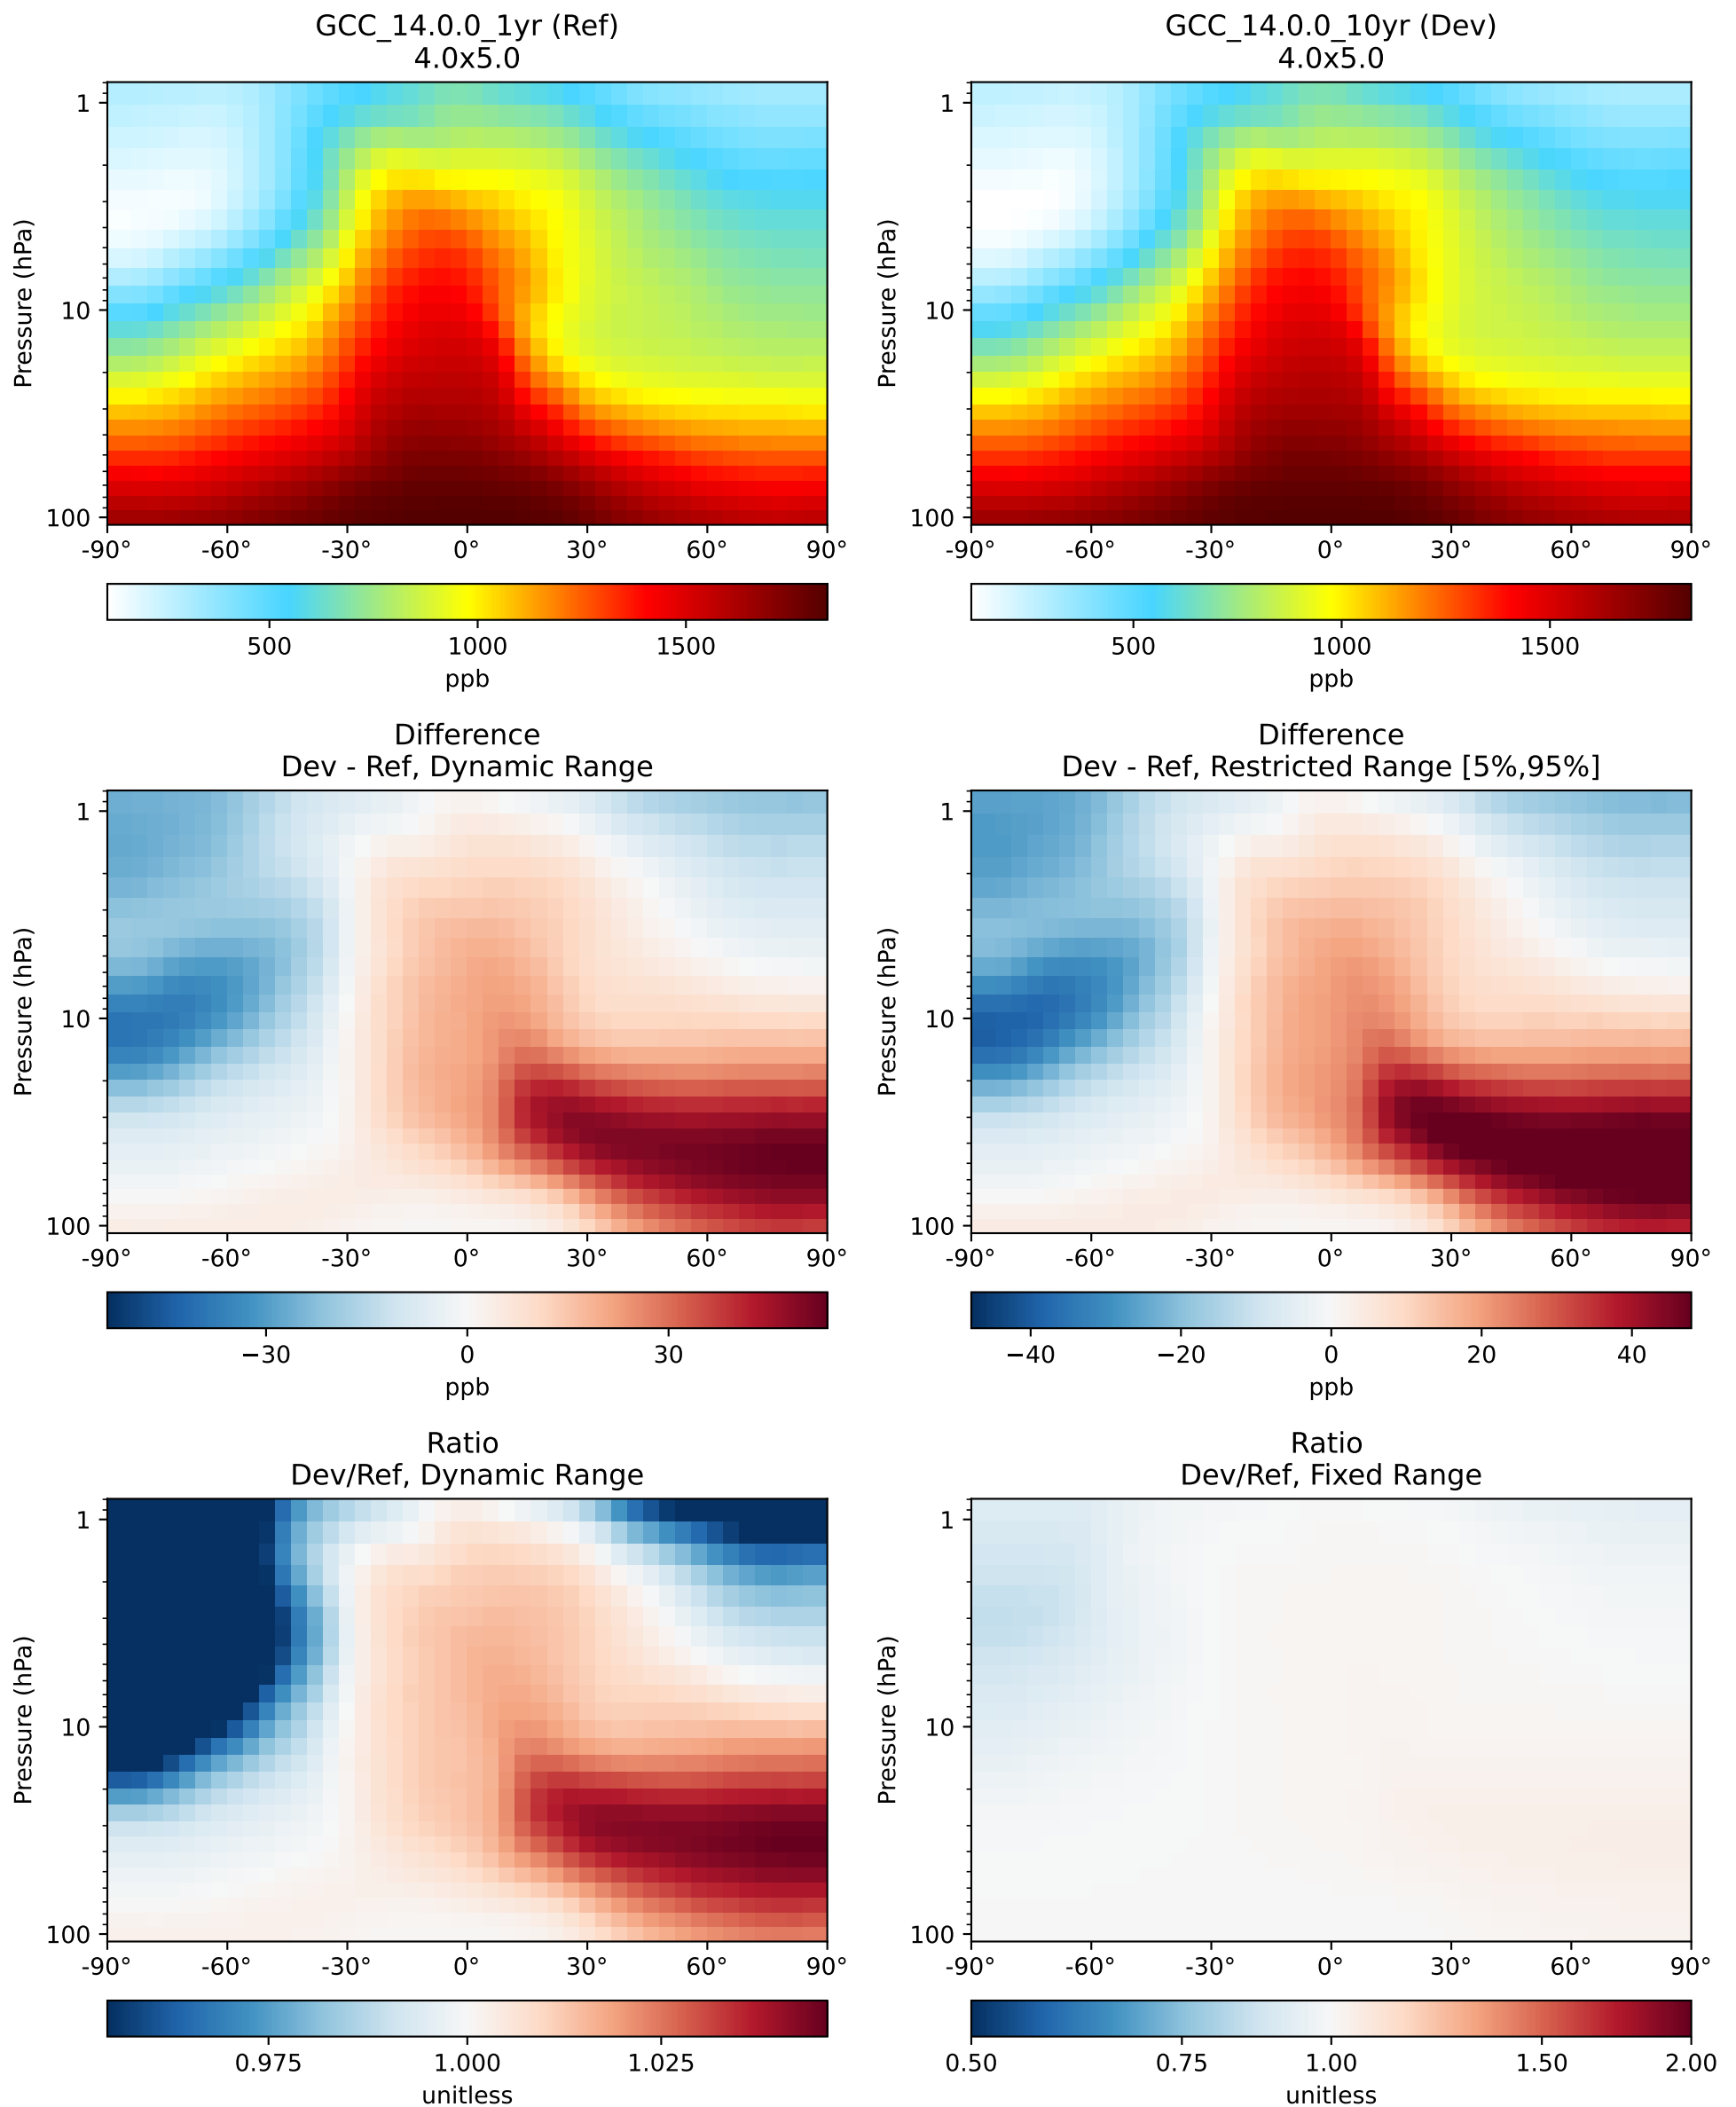 GCC_14.0.0_1yr (Ref)
4.0x5.0
Pressure (hPa)
1
10
100
-90° -60° -30° 0° 30° 60° 90°
500 1000 1500
ppb
GCC_14.0.0_10yr (Dev)
4.0x5.0
Pressure (hPa)
1
10
100
-90° -60° -30° 0° 30° 60° 90°
500 1000 1500
ppb
Difference
Dev - Ref, Dynamic Range
Pressure (hPa)
1
10
100
-90° -60° -30° 0° 30° 60° 90°
−30 0 30
ppb
Difference
Dev - Ref, Restricted Range [5%,95%]
Pressure (hPa)
1
10
100
-90° -60° -30° 0° 30° 60° 90°
−40 −20 0 20 40
ppb
Ratio
Dev/Ref, Dynamic Range
Pressure (hPa)
1
10
100
-90° -60° -30° 0° 30° 60° 90°
0.975 1.000 1.025
unitless
Ratio
Dev/Ref, Fixed Range
Pressure (hPa)
1
10
100
-90° -60° -30° 0° 30° 60° 90°
0.50 0.75 1.00 1.50 2.00
unitless